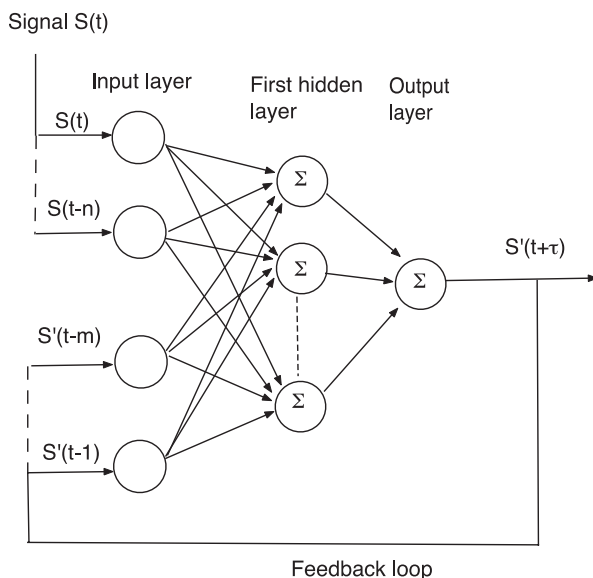 Signal S(t)
Input layer
First hidden
layer
Output
layer
S(t)
S(t-n)
S'(t-m)
S'(t-1)
Σ
Σ
Σ
Σ
S'(t+τ)
Feedback loop